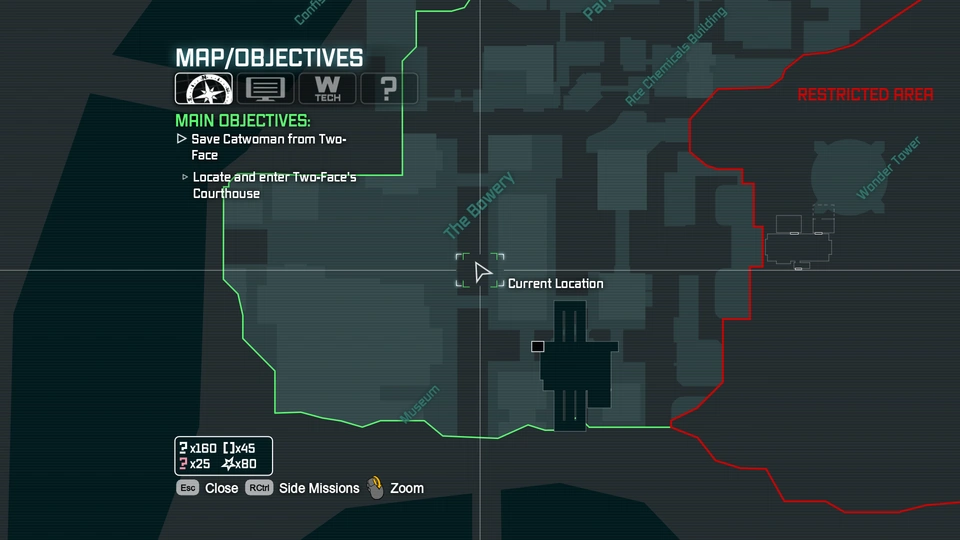 Confis
Par
Ace Chemicals Building
MAP/OBJECTIVES
W
TECH
?
RESTRICTED AREA
MAIN OBJECTIVES:
Save Catwoman from Two-
Face
Locate and enter Two-Face's
Courthouse
Wonder Tower
The Bowery
Current Location
Museum
?x160 []x45
?x25 x80
Esc Close RCtrl Side Missions Zoom